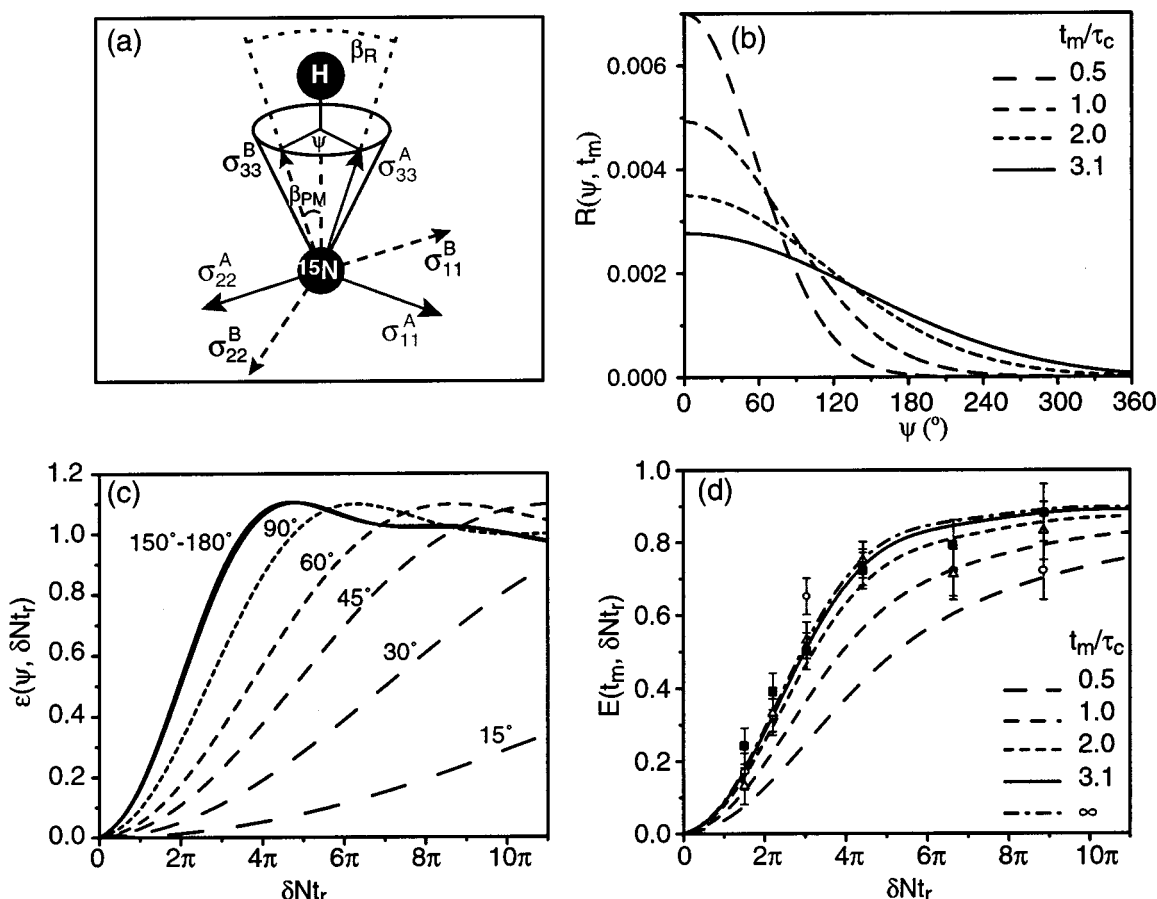 (a)
β_R
H
ψ
σ_33^B
σ_33^A
β_PM
15N
σ_11^B
σ_22^A
σ_22^B
σ_11^A
(b)
R(ψ, t_m)
0.006
0.004
0.002
0.000
t_m/τ_c
0.5
1.0
2.0
3.1
0 60 120 180 240 300 360
ψ (°)
(c)
ε(ψ, δNt_r)
1.2
1.0
0.8
0.6
0.4
0.2
0.0
150°-180°
90°
60°
45°
30°
15°
0 2π 4π 6π 8π 10π
δNt_r
(d)
E(t_m, δNt_r)
1.0
0.8
0.6
0.4
0.2
0.0
t_m/τ_c
0.5
1.0
2.0
3.1
∞
0 2π 4π 6π 8π 10π
δNt_r